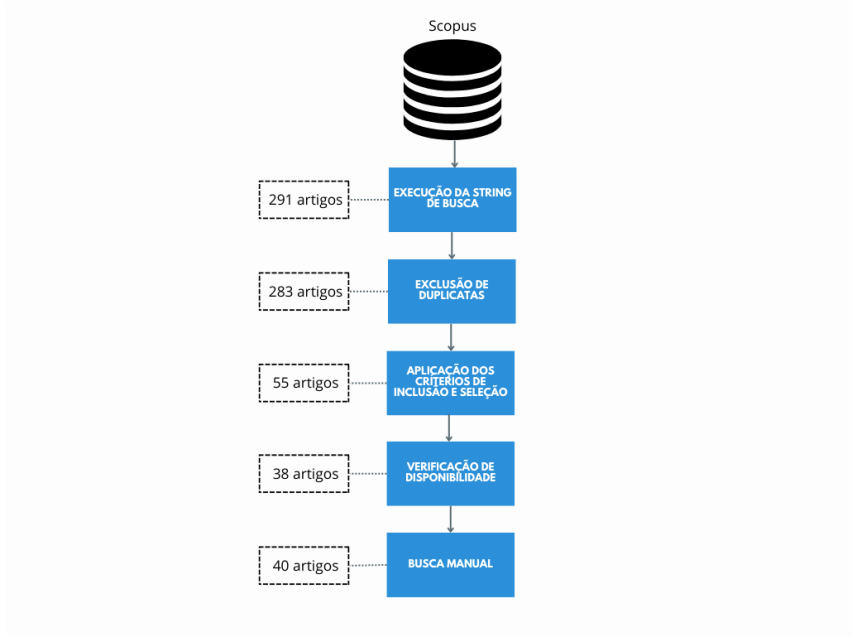 Scopus
291 artigos
EXECUÇÃO DA STRING
DE BUSCA
283 artigos
EXCLUSÃO DE
DUPLICATAS
55 artigos
APLICAÇÃO DOS
CRITÉRIOS DE
INCLUSÃO E SELEÇÃO
38 artigos
VERIFICAÇÃO DE
DISPONIBILIDADE
40 artigos
BUSCA MANUAL